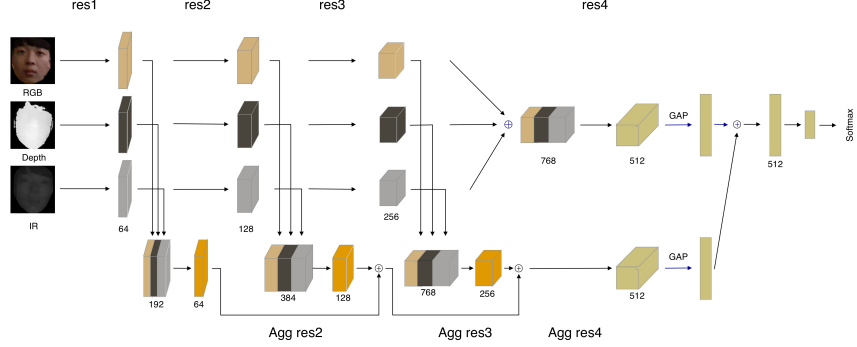 res1 res2 res3 res4
RGB
Depth
IR
64 128 256
768 512 GAP 512 Softmax
192 64 384 128 768 256 512 GAP
Agg res2 Agg res3 Agg res4